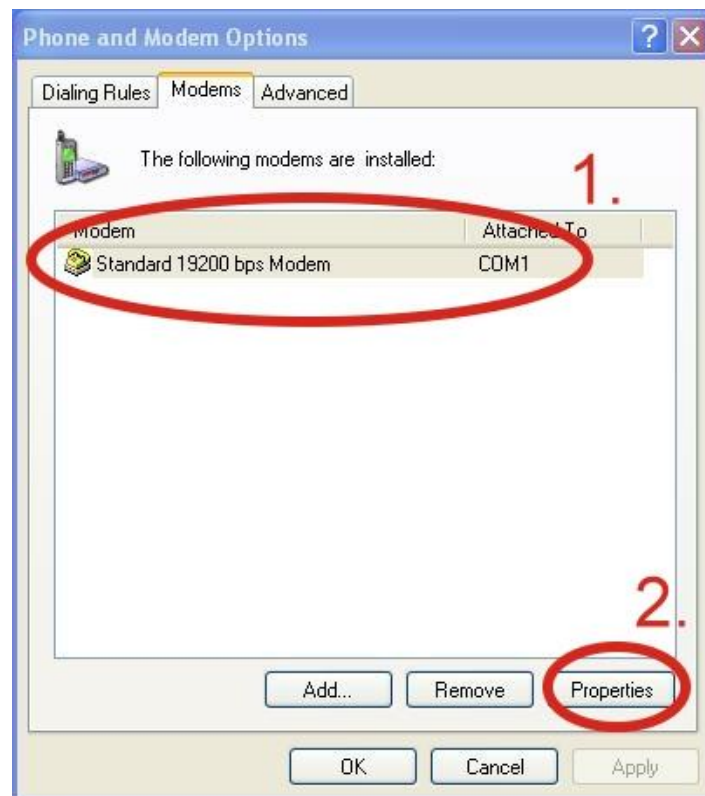 Phone and Modem Options
Dialing Rules Modems Advanced
The following modems are installed:
1.
Modem Attached To
Standard 19200 bps Modem COM1
2.
Add... Remove Properties
OK Cancel Apply